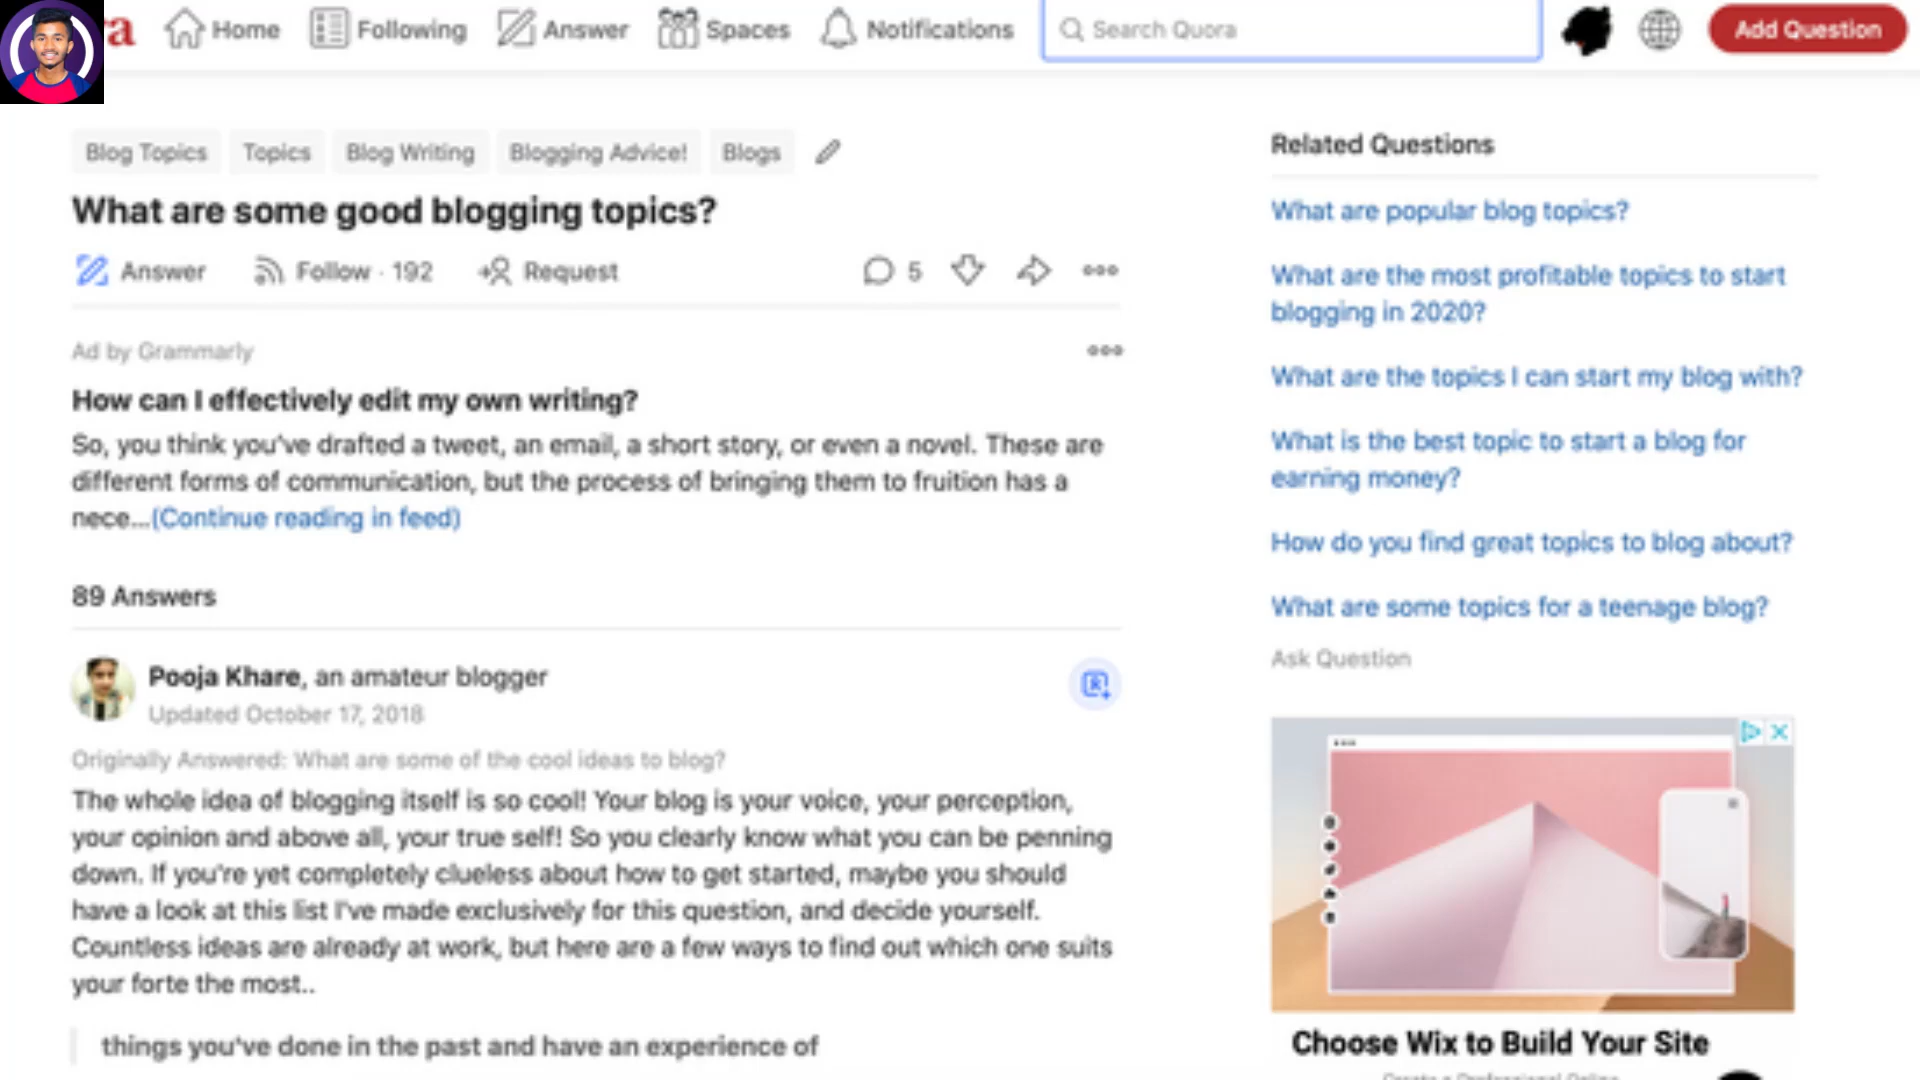 a Home Following Answer Spaces Notifications Search Quora Add Question
Blog Topics Topics Blog Writing Blogging Advice! Blogs
What are some good blogging topics?
Answer Follow · 192 Request 5
Ad by Grammarly
How can I effectively edit my own writing?
So, you think you've drafted a tweet, an email, a short story, or even a novel. These are
different forms of communication, but the process of bringing them to fruition has a
nece...(Continue reading in feed)
89 Answers
Pooja Khare, an amateur blogger
Updated October 17, 2018
Originally Answered: What are some of the cool ideas to blog?
The whole idea of blogging itself is so cool! Your blog is your voice, your perception,
your opinion and above all, your true self! So you clearly know what you can be penning
down. If you're yet completely clueless about how to get started, maybe you should
have a look at this list I've made exclusively for this question, and decide yourself.
Countless ideas are already at work, but here are a few ways to find out which one suits
your forte the most..
things you've done in the past and have an experience of
Related Questions
What are popular blog topics?
What are the most profitable topics to start
blogging in 2020?
What are the topics I can start my blog with?
What is the best topic to start a blog for
earning money?
How do you find great topics to blog about?
What are some topics for a teenage blog?
Ask Question
Choose Wix to Build Your Site